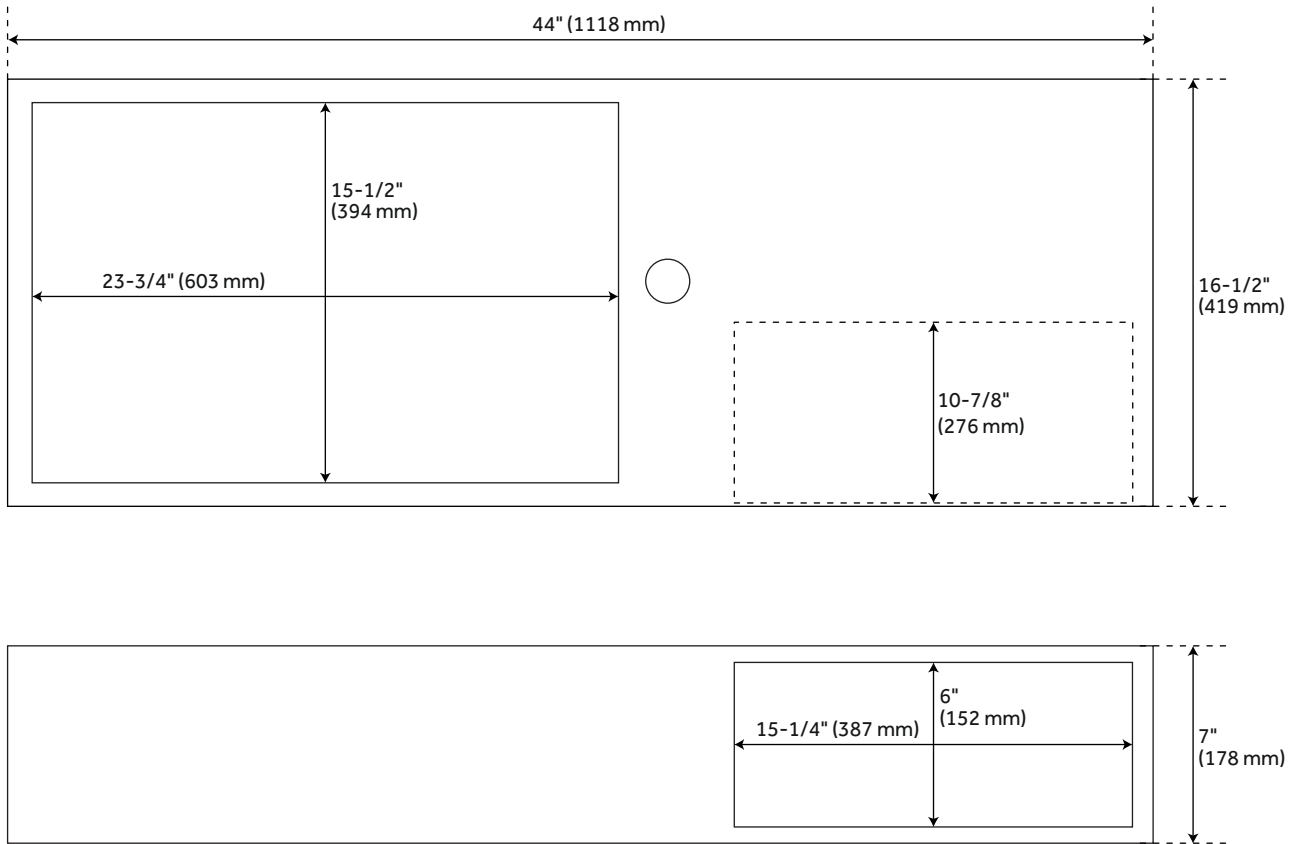 44" (1118 mm)
15-1/2"
(394 mm)
23-3/4" (603 mm)
16-1/2"
(419 mm)
10-7/8"
(276 mm)
6"
(152 mm)
15-1/4" (387 mm)
7"
(178 mm)